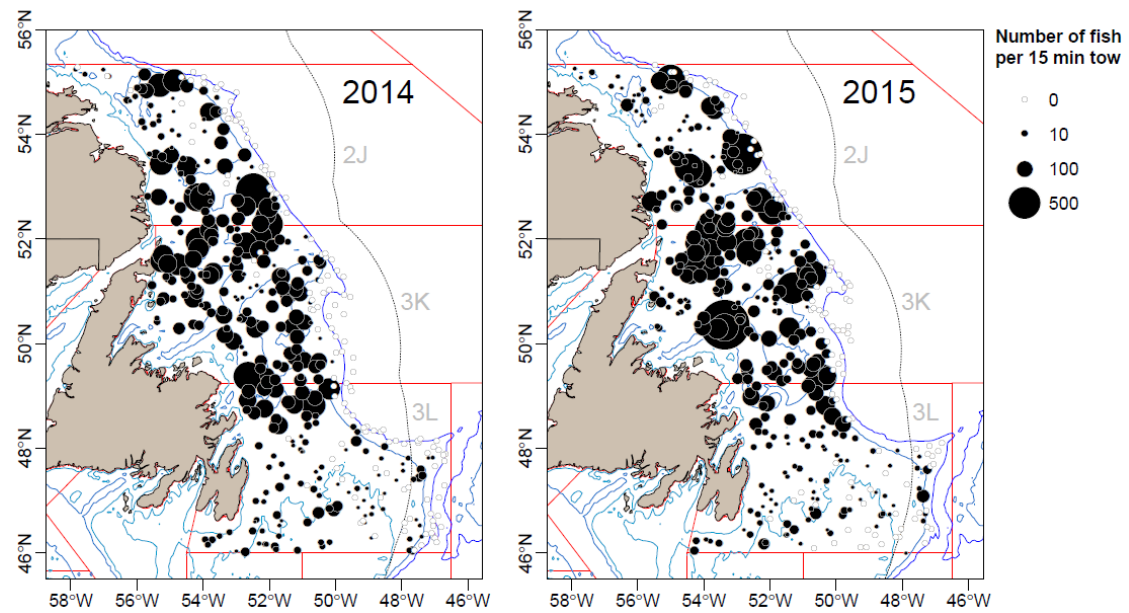 56°N
54°N
52°N
50°N
48°N
46°N
2014
2J
3K
3L
58°W
56°W
54°W
52°W
50°W
48°W
46°W
56°N
54°N
52°N
50°N
48°N
46°N
2015
2J
3K
3L
58°W
56°W
54°W
52°W
50°W
48°W
46°W
Number of fish
per 15 min tow
0
10
100
500